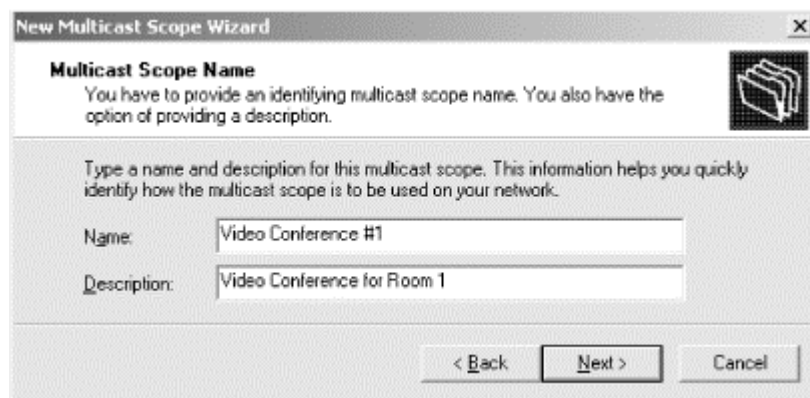 New Multicast Scope Wizard
Multicast Scope Name
You have to provide an identifying multicast scope name. You also have the
option of providing a description.
Type a name and description for this multicast scope. This information helps you quickly
identify how the multicast scope is to be used on your network.
Name: Video Conference #1
Description: Video Conference for Room 1
< Back Next > Cancel